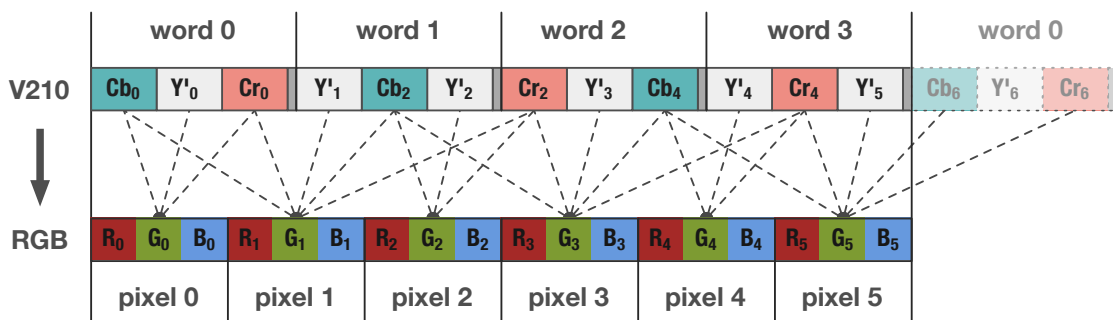 word 0 word 1 word 2 word 3 word 0
V210 Cb₀ Y'₀ Cr₀ Y'₁ Cb₂ Y'₂ Cr₂ Y'₃ Cb₄ Y'₄ Cr₄ Y'₅ Cb₆ Y'₆ Cr₆
RGB R₀ G₀ B₀ R₁ G₁ B₁ R₂ G₂ B₂ R₃ G₃ B₃ R₄ G₄ B₄ R₅ G₅ B₅
pixel 0 pixel 1 pixel 2 pixel 3 pixel 4 pixel 5